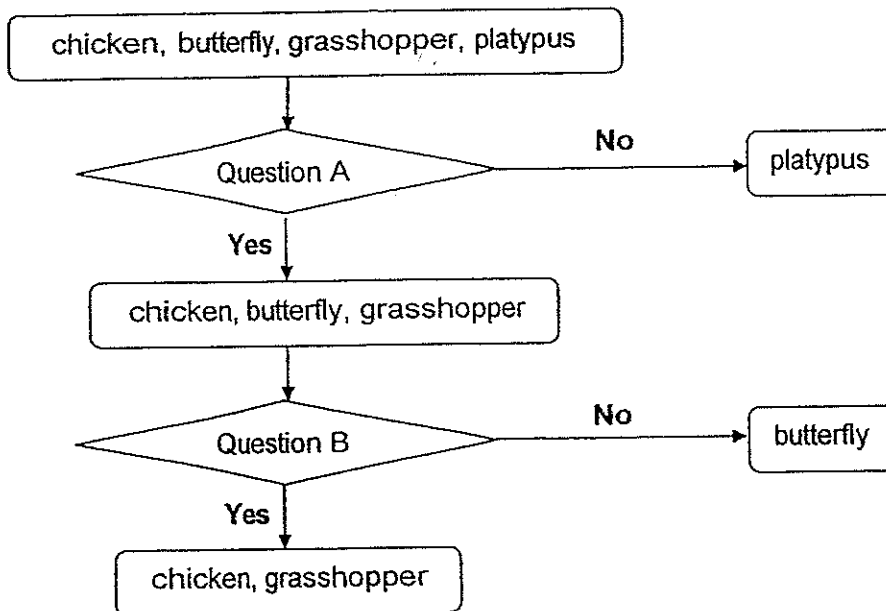 chicken, butterfly, grasshopper, platypus
No
Question A
platypus
Yes
chicken, butterfly, grasshopper
No
Question B
butterfly
Yes
chicken, grasshopper